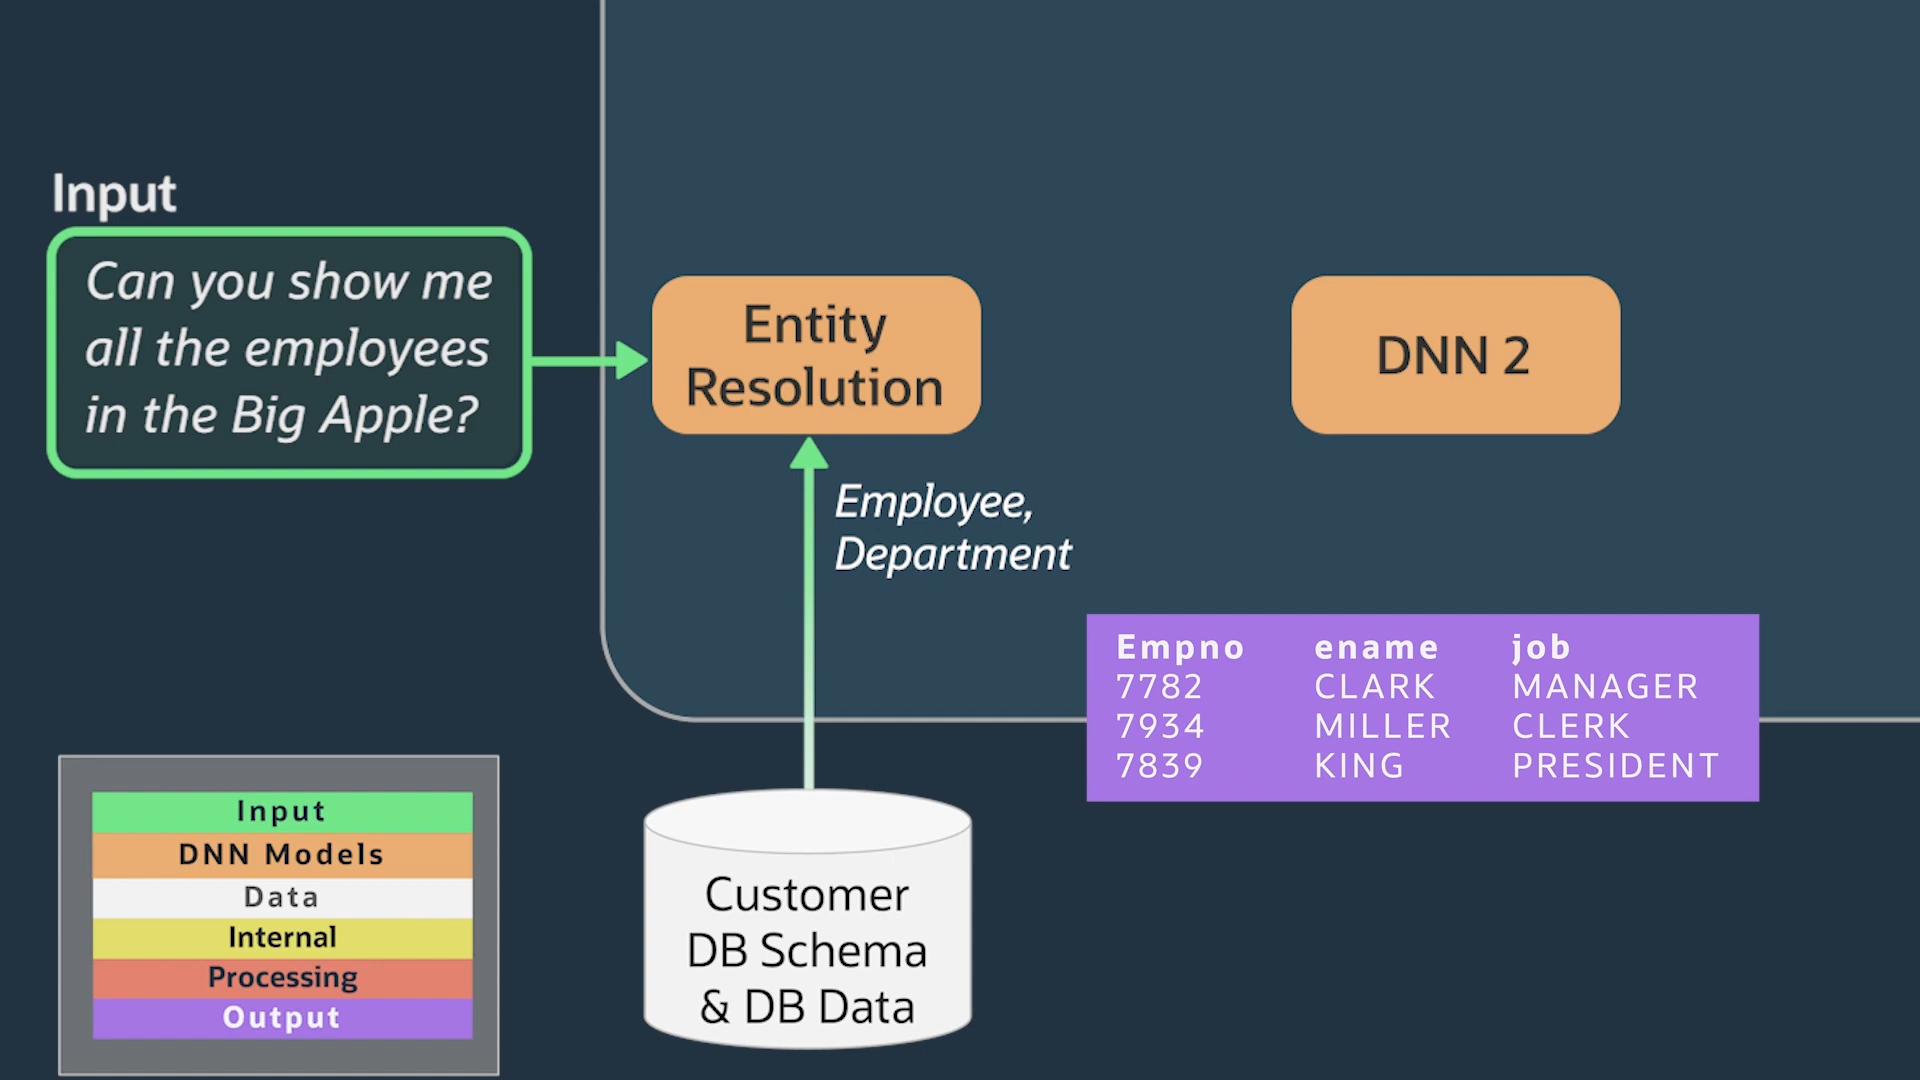 Input
Can you show me
all the employees
in the Big Apple?
Entity
Resolution
DNN 2
Employee,
Department
Empno ename job
7782 CLARK MANAGER
7934 MILLER CLERK
7839 KING PRESIDENT
Customer
DB Schema
& DB Data
Input
DNN Models
Data
Internal
Processing
Output